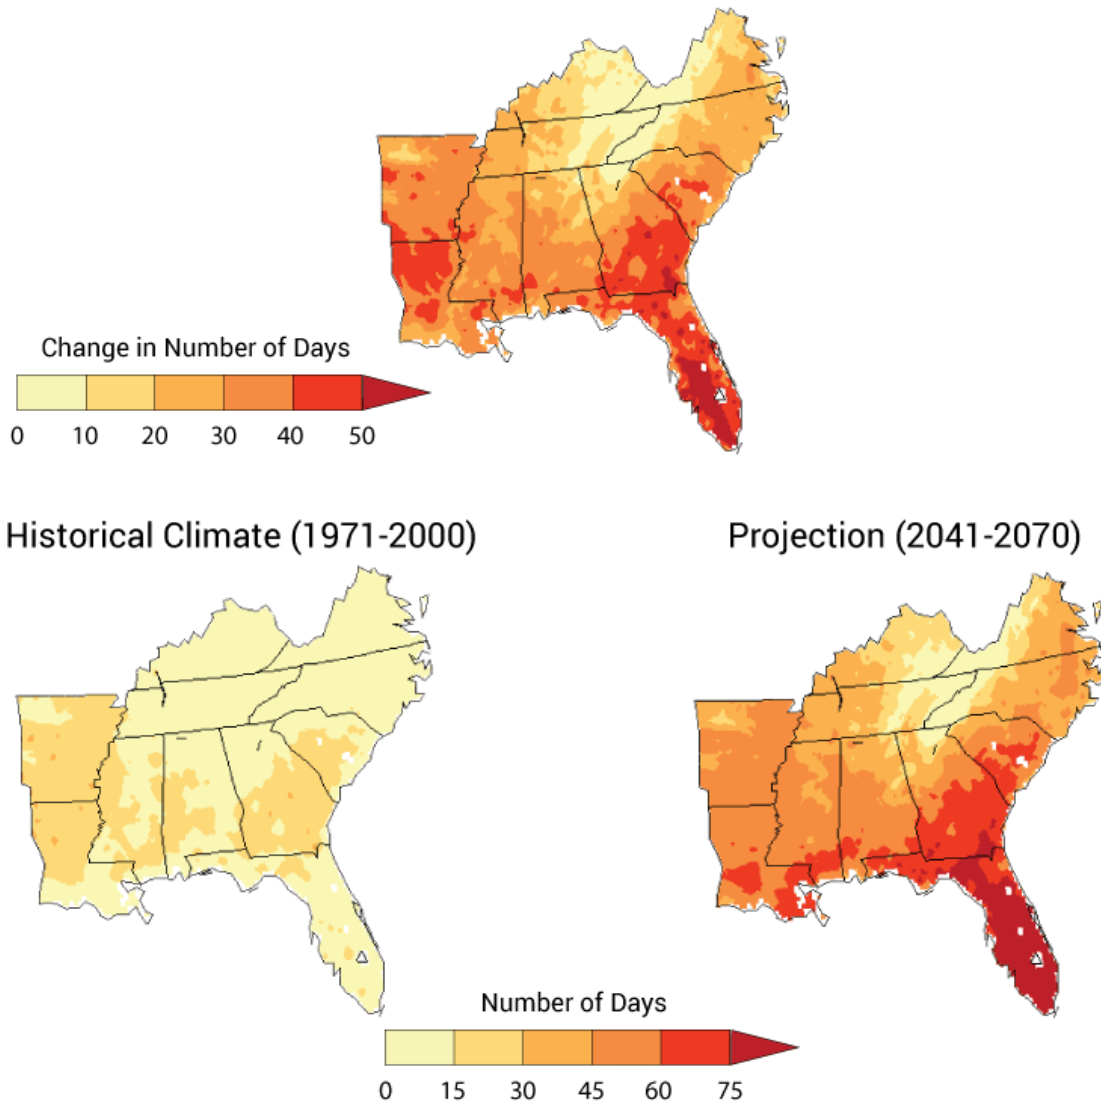 Change in Number of Days
0 10 20 30 40 50
Historical Climate (1971-2000)
Projection (2041-2070)
Number of Days
0 15 30 45 60 75